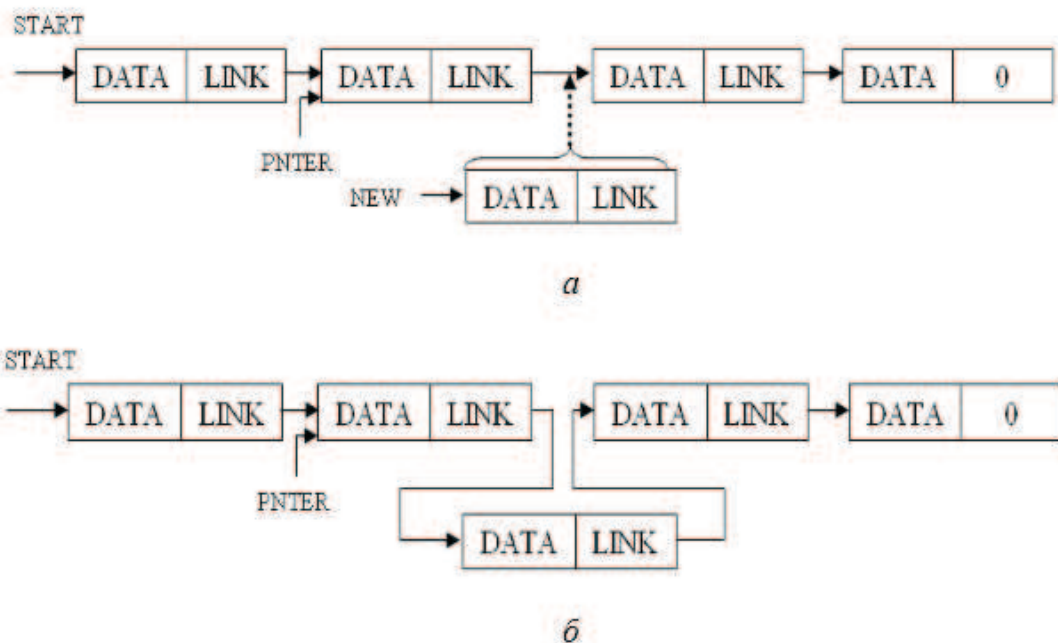 START
DATA LINK DATA LINK DATA LINK DATA 0
PNTER
NEW DATA LINK
а
START
DATA LINK DATA LINK DATA LINK DATA 0
PNTER
DATA LINK
б